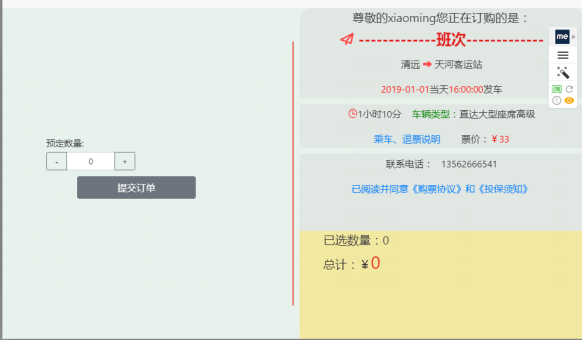 尊敬的xiaoming您正在订购的是：
--------------班次--------------
清远 天河客运站
2019-01-01当天16:00:00发车
1小时10分 车辆类型：直达大型座席高级
乘车、退票说明 票价：￥33
联系电话： 13562666541
已阅读并同意《购票协议》和《投保须知》
预定数量:
- 0 +
提交订单
已选数量：0
总计：￥0
me